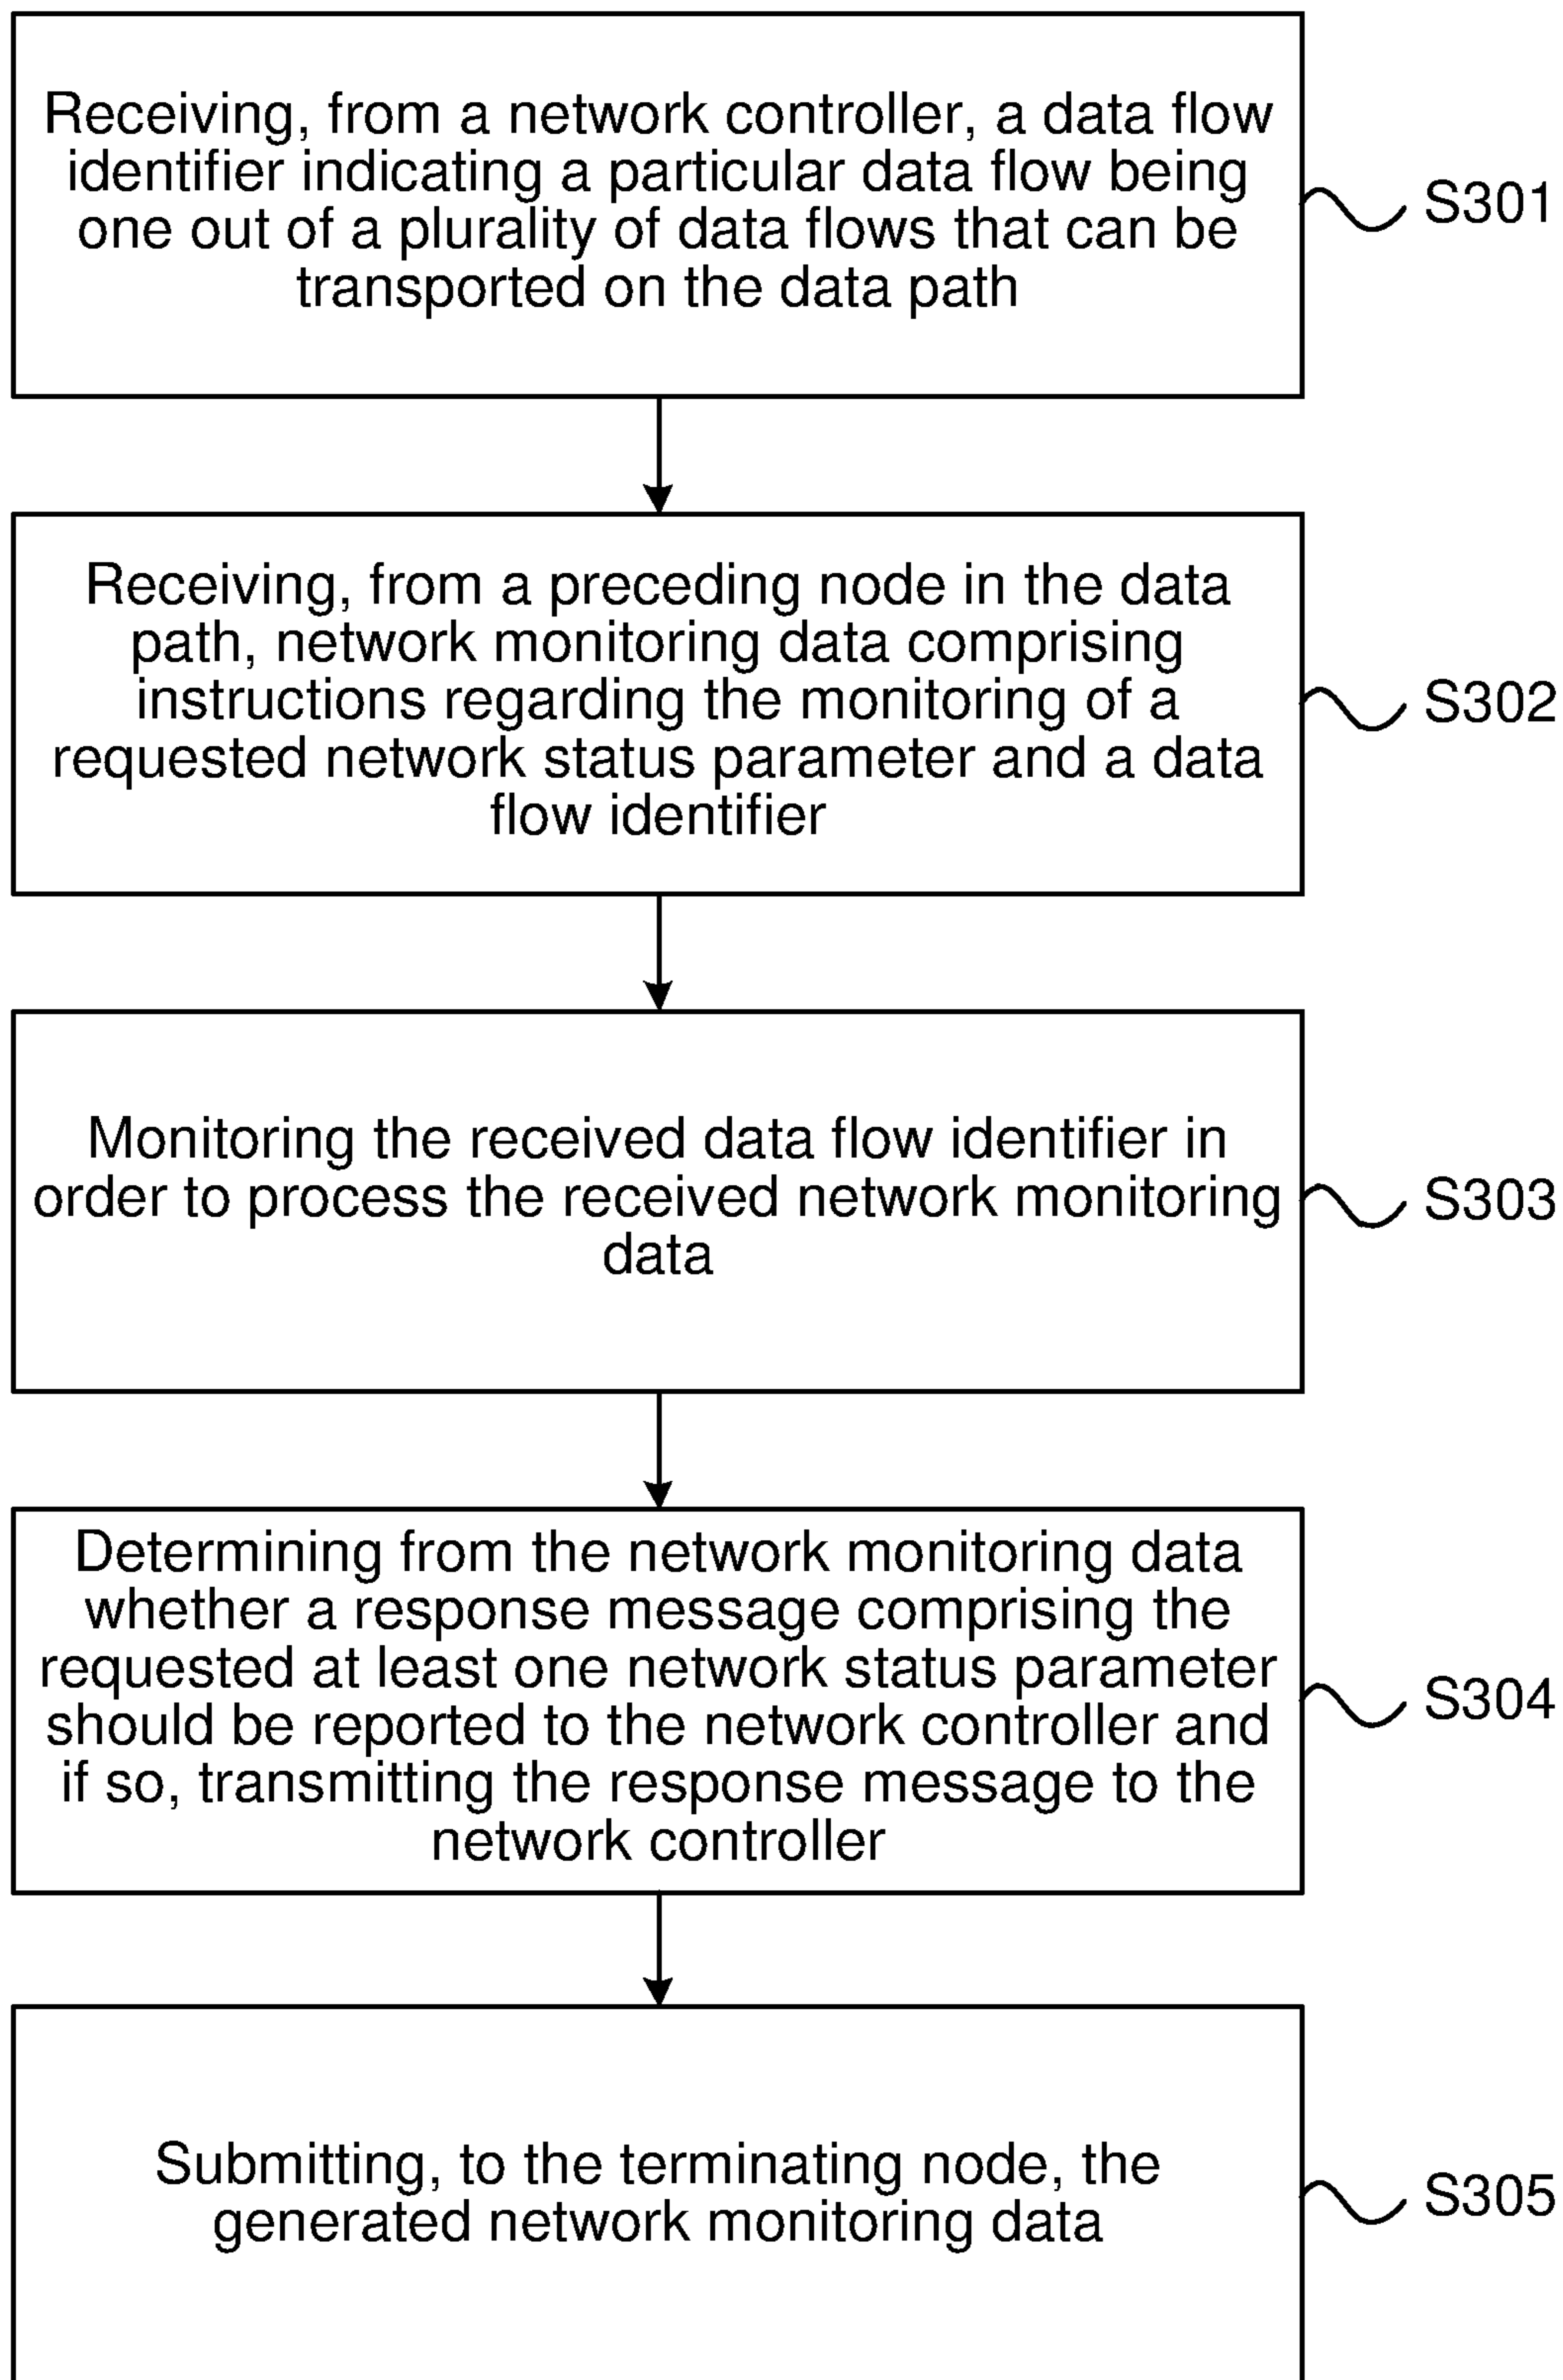 Receiving, from a network controller, a data flow
identifier indicating a particular data flow being
one out of a plurality of data flows that can be
transported on the data path
S301
Receiving, from a preceding node in the data
path, network monitoring data comprising
instructions regarding the monitoring of a
requested network status parameter and a data
flow identifier
S302
Monitoring the received data flow identifier in
order to process the received network monitoring
data
S303
Determining from the network monitoring data
whether a response message comprising the
requested at least one network status parameter
should be reported to the network controller and
if so, transmitting the response message to the
network controller
S304
Submitting, to the terminating node, the
generated network monitoring data
S305